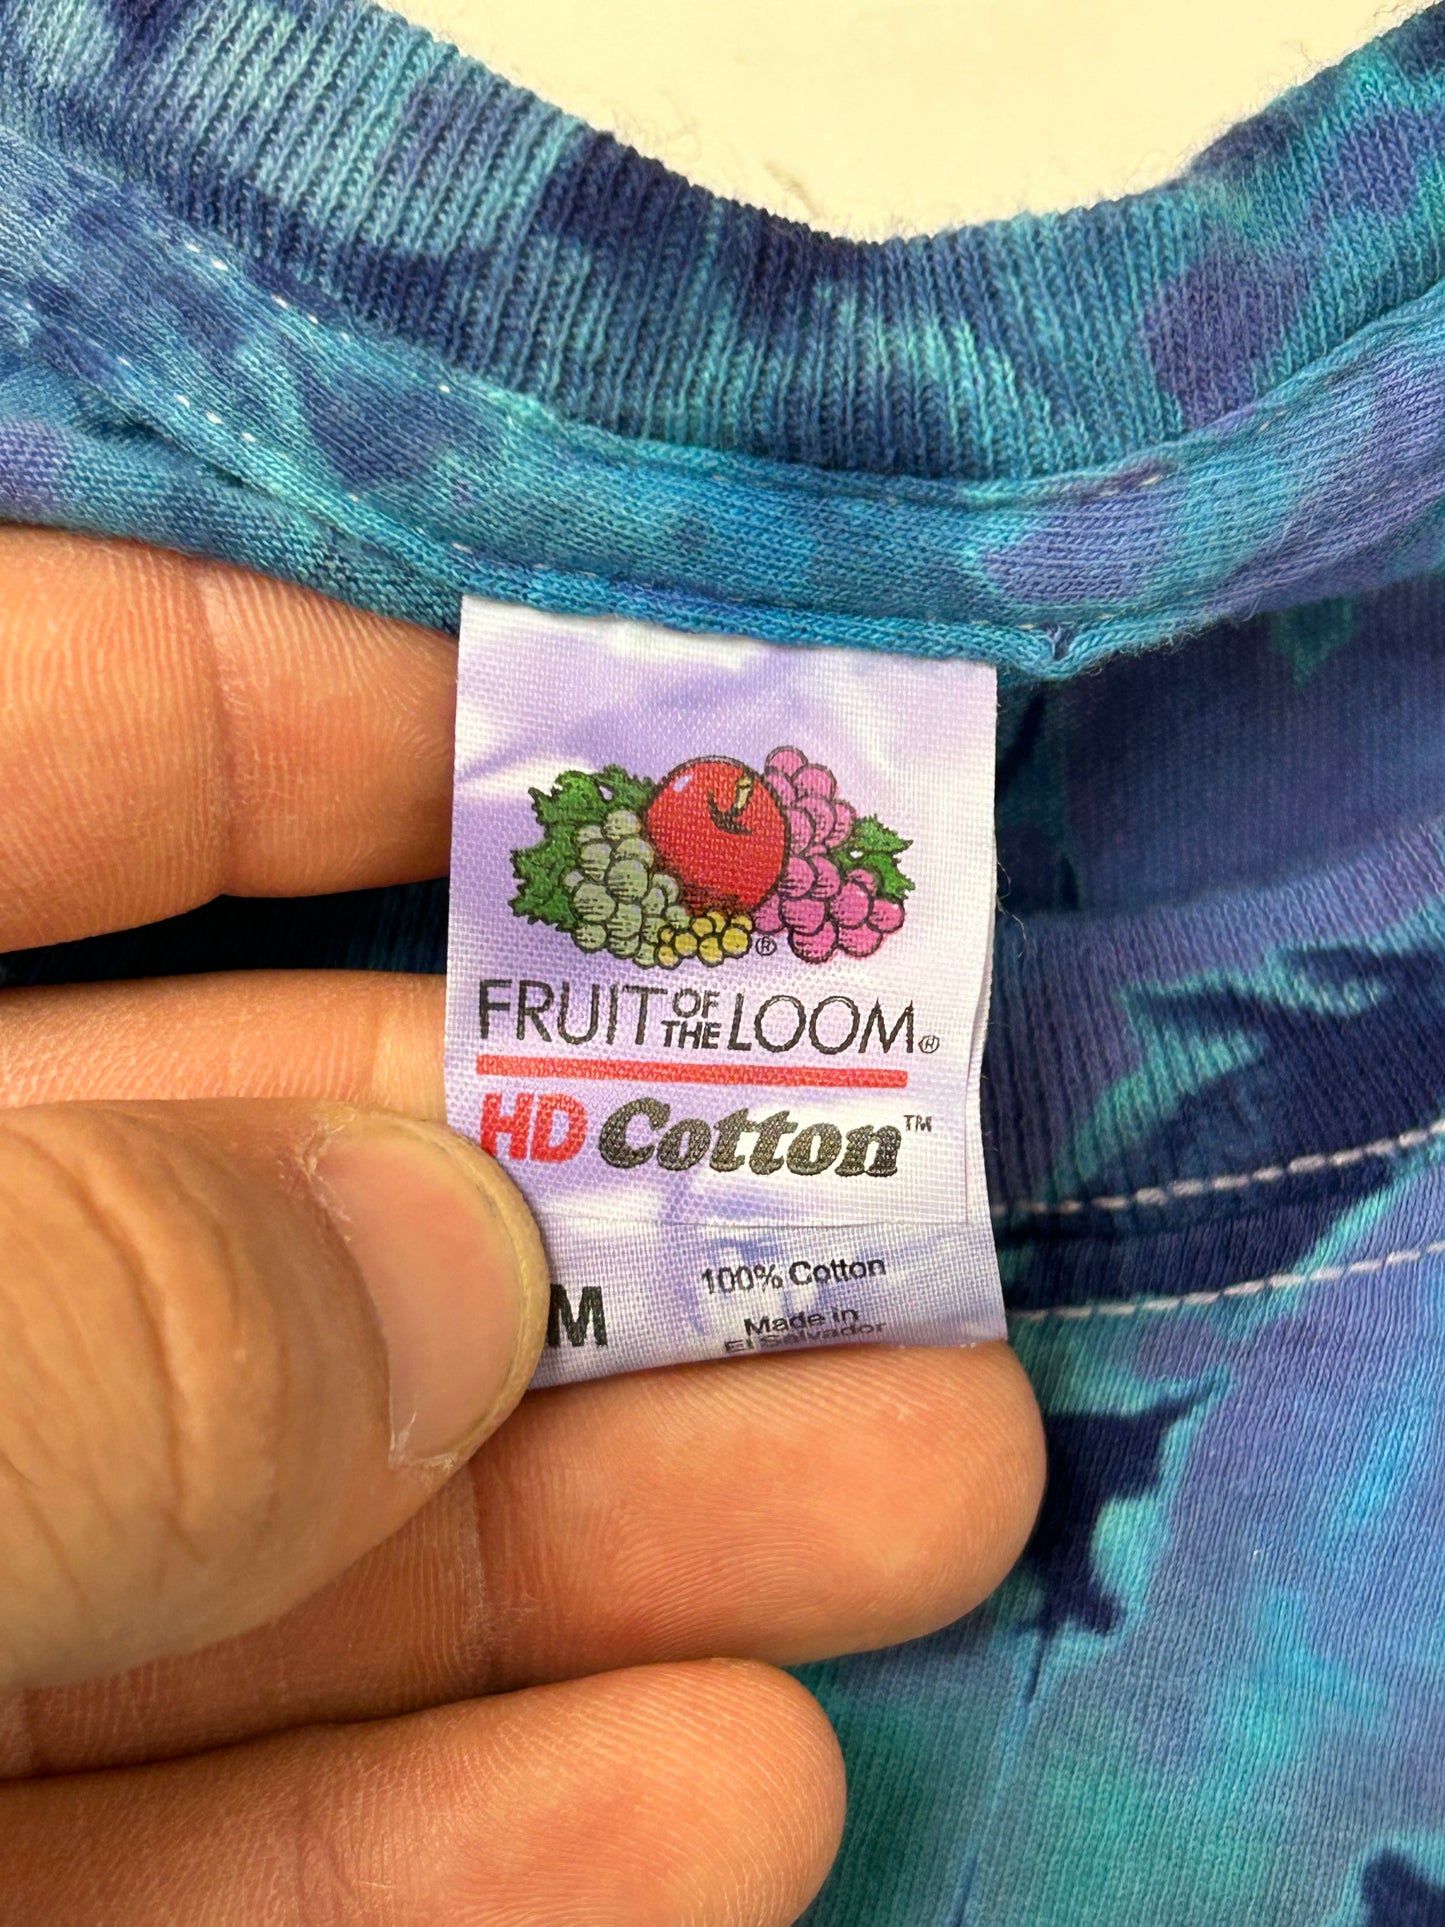 ®
FRUIT OF THE LOOM®
HD Cotton™
M
100% Cotton
Made in
El Salvador